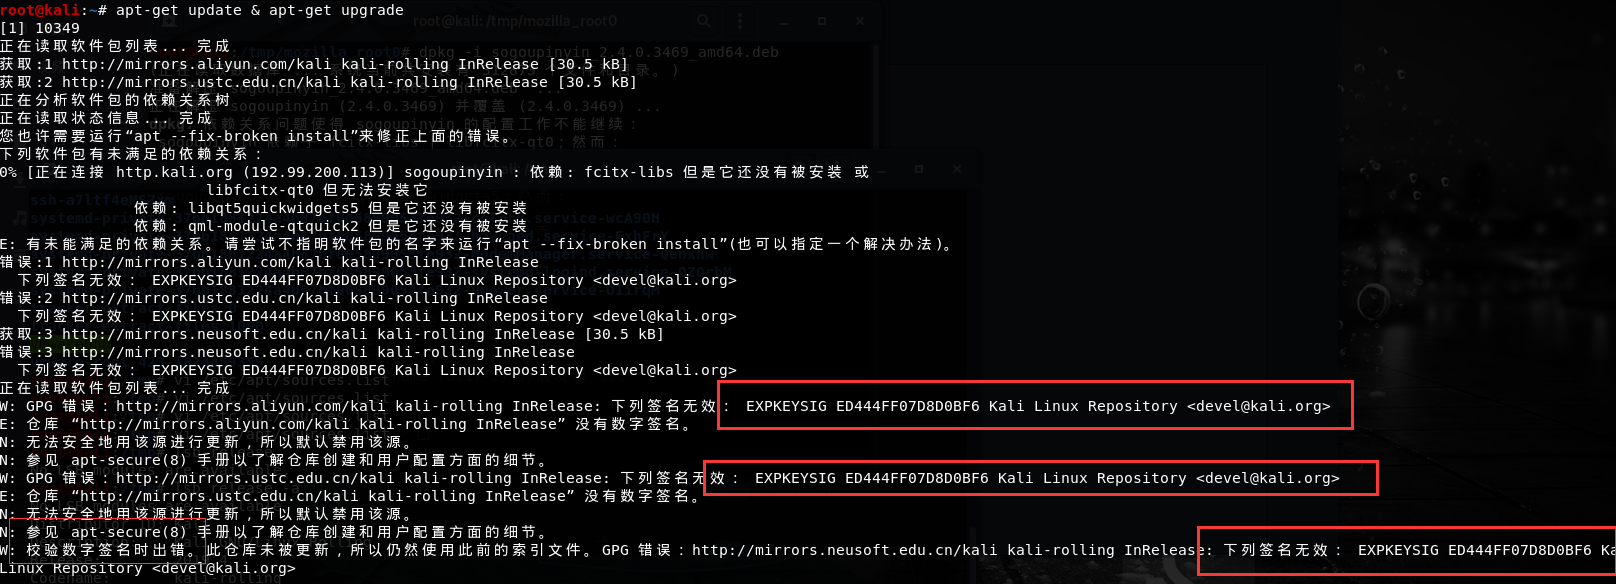 root@kali:~# apt-get update & apt-get upgrade
[1] 10349
正在读取软件包列表... 完成
获取:1 http://mirrors.aliyun.com/kali kali-rolling InRelease [30.5 kB]
获取:2 http://mirrors.ustc.edu.cn/kali kali-rolling InRelease [30.5 kB]
正在分析软件包的依赖关系树
正在读取状态信息... 完成
您也许需要运行“apt --fix-broken install”来修正上面的错误。
下列软件包有未满足的依赖关系：
0% [正在连接 http.kali.org (192.99.200.113)] sogoupinyin : 依赖: fcitx-libs 但是它还没有被安装 或
libfcitx-qt0 但无法安装它
依赖: libqt5quickwidgets5 但是它还没有被安装
依赖: qml-module-qtquick2 但是它还没有被安装
E: 有未能满足的依赖关系。请尝试不指明软件包的名字来运行“apt --fix-broken install”(也可以指定一个解决办法)。
错误:1 http://mirrors.aliyun.com/kali kali-rolling InRelease
下列签名无效： EXPKEYSIG ED444FF07D8D0BF6 Kali Linux Repository <devel@kali.org>
错误:2 http://mirrors.ustc.edu.cn/kali kali-rolling InRelease
下列签名无效： EXPKEYSIG ED444FF07D8D0BF6 Kali Linux Repository <devel@kali.org>
获取:3 http://mirrors.neusoft.edu.cn/kali kali-rolling InRelease [30.5 kB]
错误:3 http://mirrors.neusoft.edu.cn/kali kali-rolling InRelease
下列签名无效： EXPKEYSIG ED444FF07D8D0BF6 Kali Linux Repository <devel@kali.org>
正在读取软件包列表... 完成
W: GPG 错误：http://mirrors.aliyun.com/kali kali-rolling InRelease: 下列签名无效： EXPKEYSIG ED444FF07D8D0BF6 Kali Linux Repository <devel@kali.org>
E: 仓库 “http://mirrors.aliyun.com/kali kali-rolling InRelease” 没有数字签名。
N: 无法安全地用该源进行更新，所以默认禁用该源。
N: 参见 apt-secure(8) 手册以了解仓库创建和用户配置方面的细节。
W: GPG 错误：http://mirrors.ustc.edu.cn/kali kali-rolling InRelease: 下列签名无效： EXPKEYSIG ED444FF07D8D0BF6 Kali Linux Repository <devel@kali.org>
E: 仓库 “http://mirrors.ustc.edu.cn/kali kali-rolling InRelease” 没有数字签名。
N: 无法安全地用该源进行更新，所以默认禁用该源。
N: 参见 apt-secure(8) 手册以了解仓库创建和用户配置方面的细节。
W: 校验数字签名时出错。此仓库未被更新，所以仍然使用此前的索引文件。GPG 错误：http://mirrors.neusoft.edu.cn/kali kali-rolling InRelease: 下列签名无效： EXPKEYSIG ED444FF07D8D0BF6 Ka
Linux Repository <devel@kali.org>